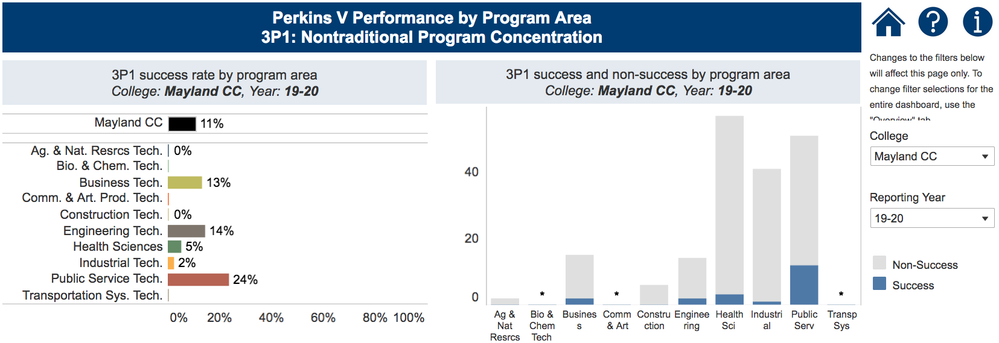 Perkins V Performance by Program Area
3P1: Nontraditional Program Concentration
3P1 success rate by program area
College: Mayland CC, Year: 19-20
Mayland CC 11%
Ag. & Nat. Resrcs Tech. 0%
Bio. & Chem. Tech.
Business Tech. 13%
Comm. & Art. Prod. Tech.
Construction Tech. 0%
Engineering Tech. 14%
Health Sciences 5%
Industrial Tech. 2%
Public Service Tech. 24%
Transportation Sys. Tech.
0% 20% 40% 60% 80% 100%
3P1 success and non-success by program area
College: Mayland CC, Year: 19-20
40
20
0
* * *
Ag & Bio & Busines Comm Constru Enginee Health Industri Public Transp
Nat Chem s & Art ction ring Sci al Serv Sys
Resrcs Tech
Changes to the filters below
will affect this page only. To
change filter selections for the
entire dashboard, use the
"Overview" tab
College
Mayland CC
Reporting Year
19-20
Non-Success
Success